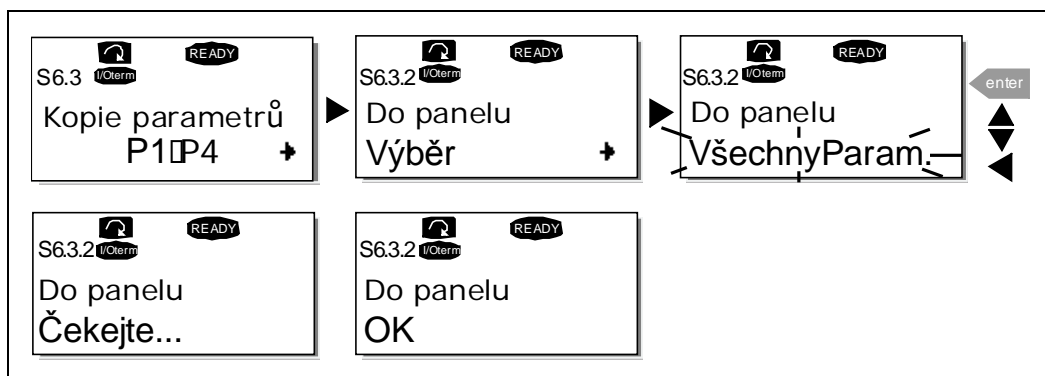 READY
S6.3 I/Oterm
Kopie parametrů
P1▯P4
READY
S6.3.2 I/Oterm
Do panelu
Výběr
READY
S6.3.2 I/Oterm
Do panelu
VšechnyParam.
enter
READY
S6.3.2 I/Oterm
Do panelu
Čekejte...
READY
S6.3.2 I/Oterm
Do panelu
OK